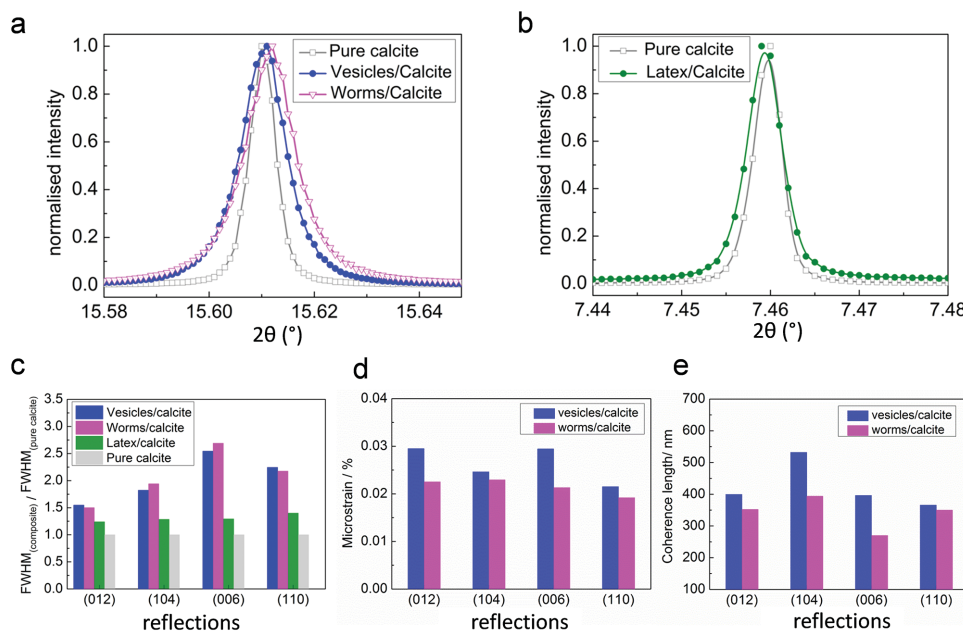 a
Pure calcite
Vesicles/Calcite
Worms/Calcite
normalised intensity
1.0
0.8
0.6
0.4
0.2
0.0
15.58 15.60 15.62 15.64
2θ (°)
b
Pure calcite
Latex/Calcite
normalised intensity
1.0
0.8
0.6
0.4
0.2
0.0
7.44 7.45 7.46 7.47 7.48
2θ (°)
c
Vesicles/calcite
Worms/calcite
Latex/calcite
Pure calcite
FWHM(composite) / FWHM(pure calcite)
3.5
3.0
2.5
2.0
1.5
1.0
0.5
0.0
(012) (104) (006) (110)
reflections
d
vesicles/calcite
worms/calcite
Microstrain / %
0.04
0.03
0.02
0.01
0.00
(012) (104) (006) (110)
reflections
e
vesicles/calcite
worms/calcite
Coherence length/ nm
700
600
500
400
300
200
100
(012) (104) (006) (110)
reflections